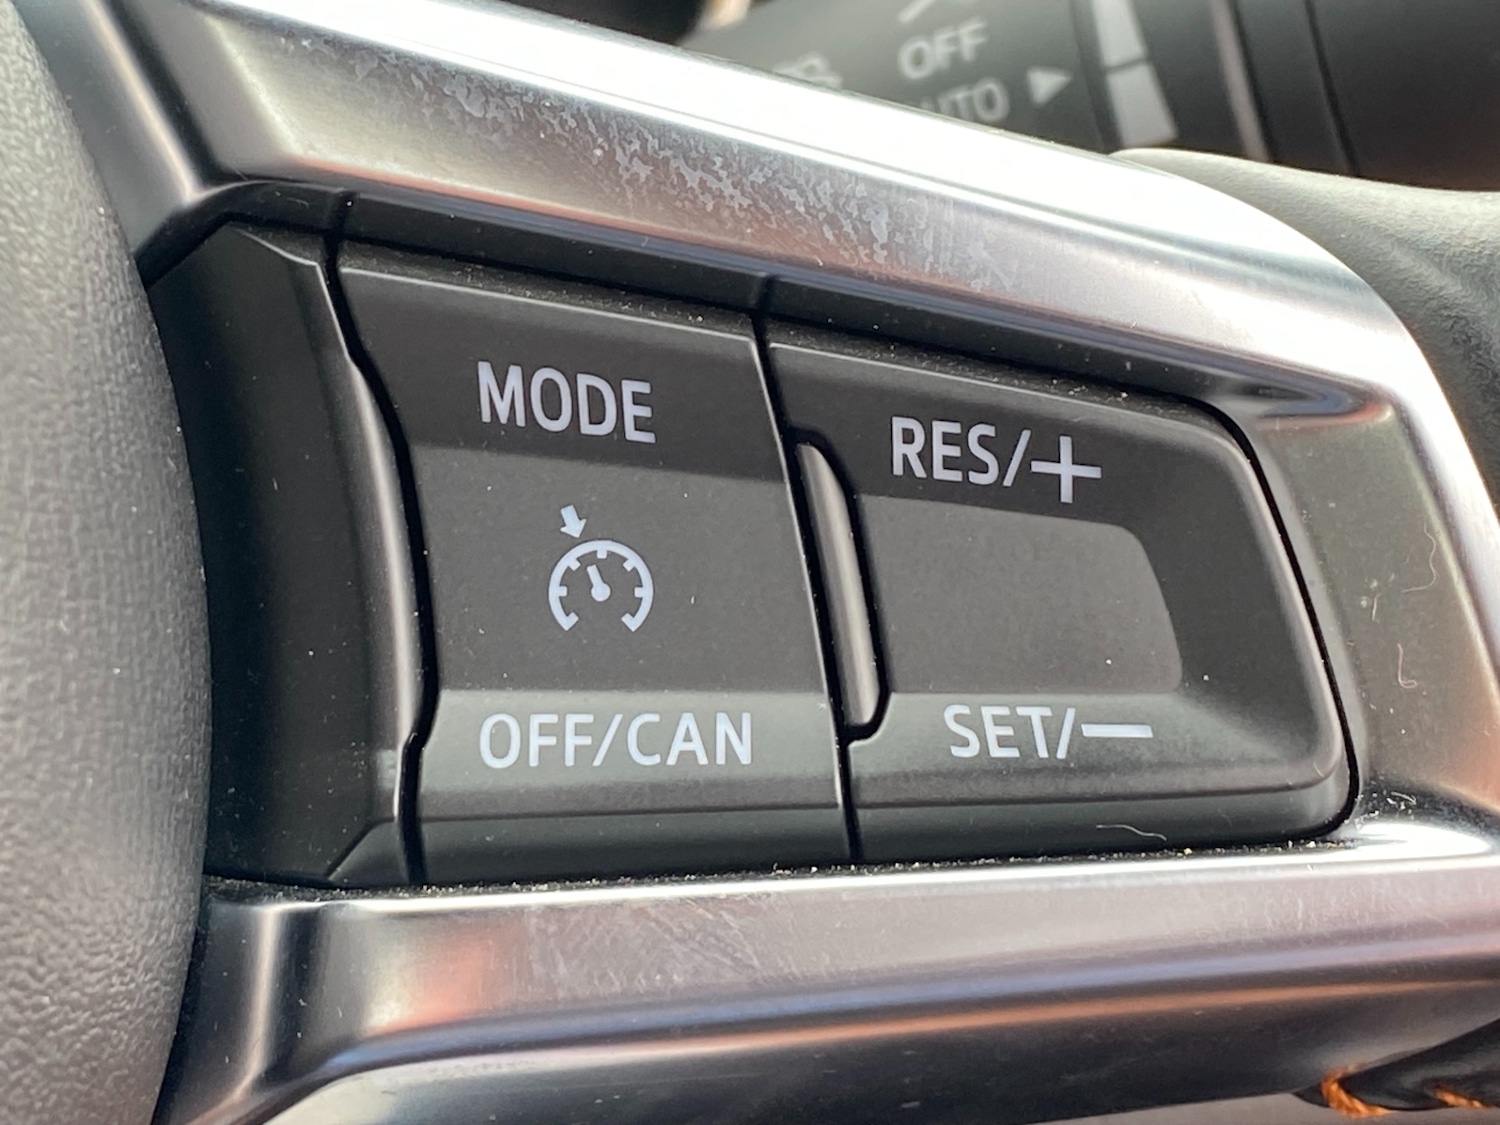 OFF
AUTO
MODE
RES/+
OFF/CAN
SET/−